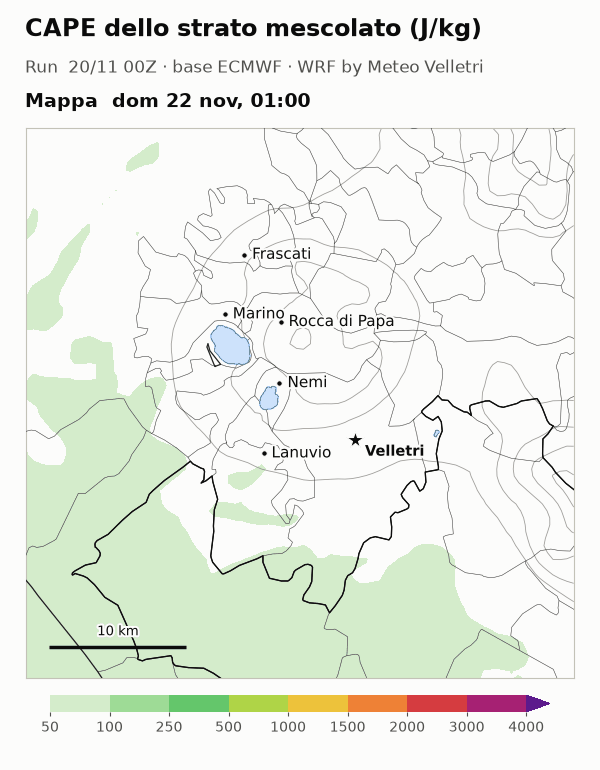 CAPE dello strato mescolato (J/kg)
Run  20/11 00Z · base ECMWF · WRF by Meteo Velletri
Mappa  dom 22 nov, 01:00
Frascati
Marino
Rocca di Papa
Nemi
Velletri
Lanuvio
10 km
50 100 250 500 1000 1500 2000 3000 4000